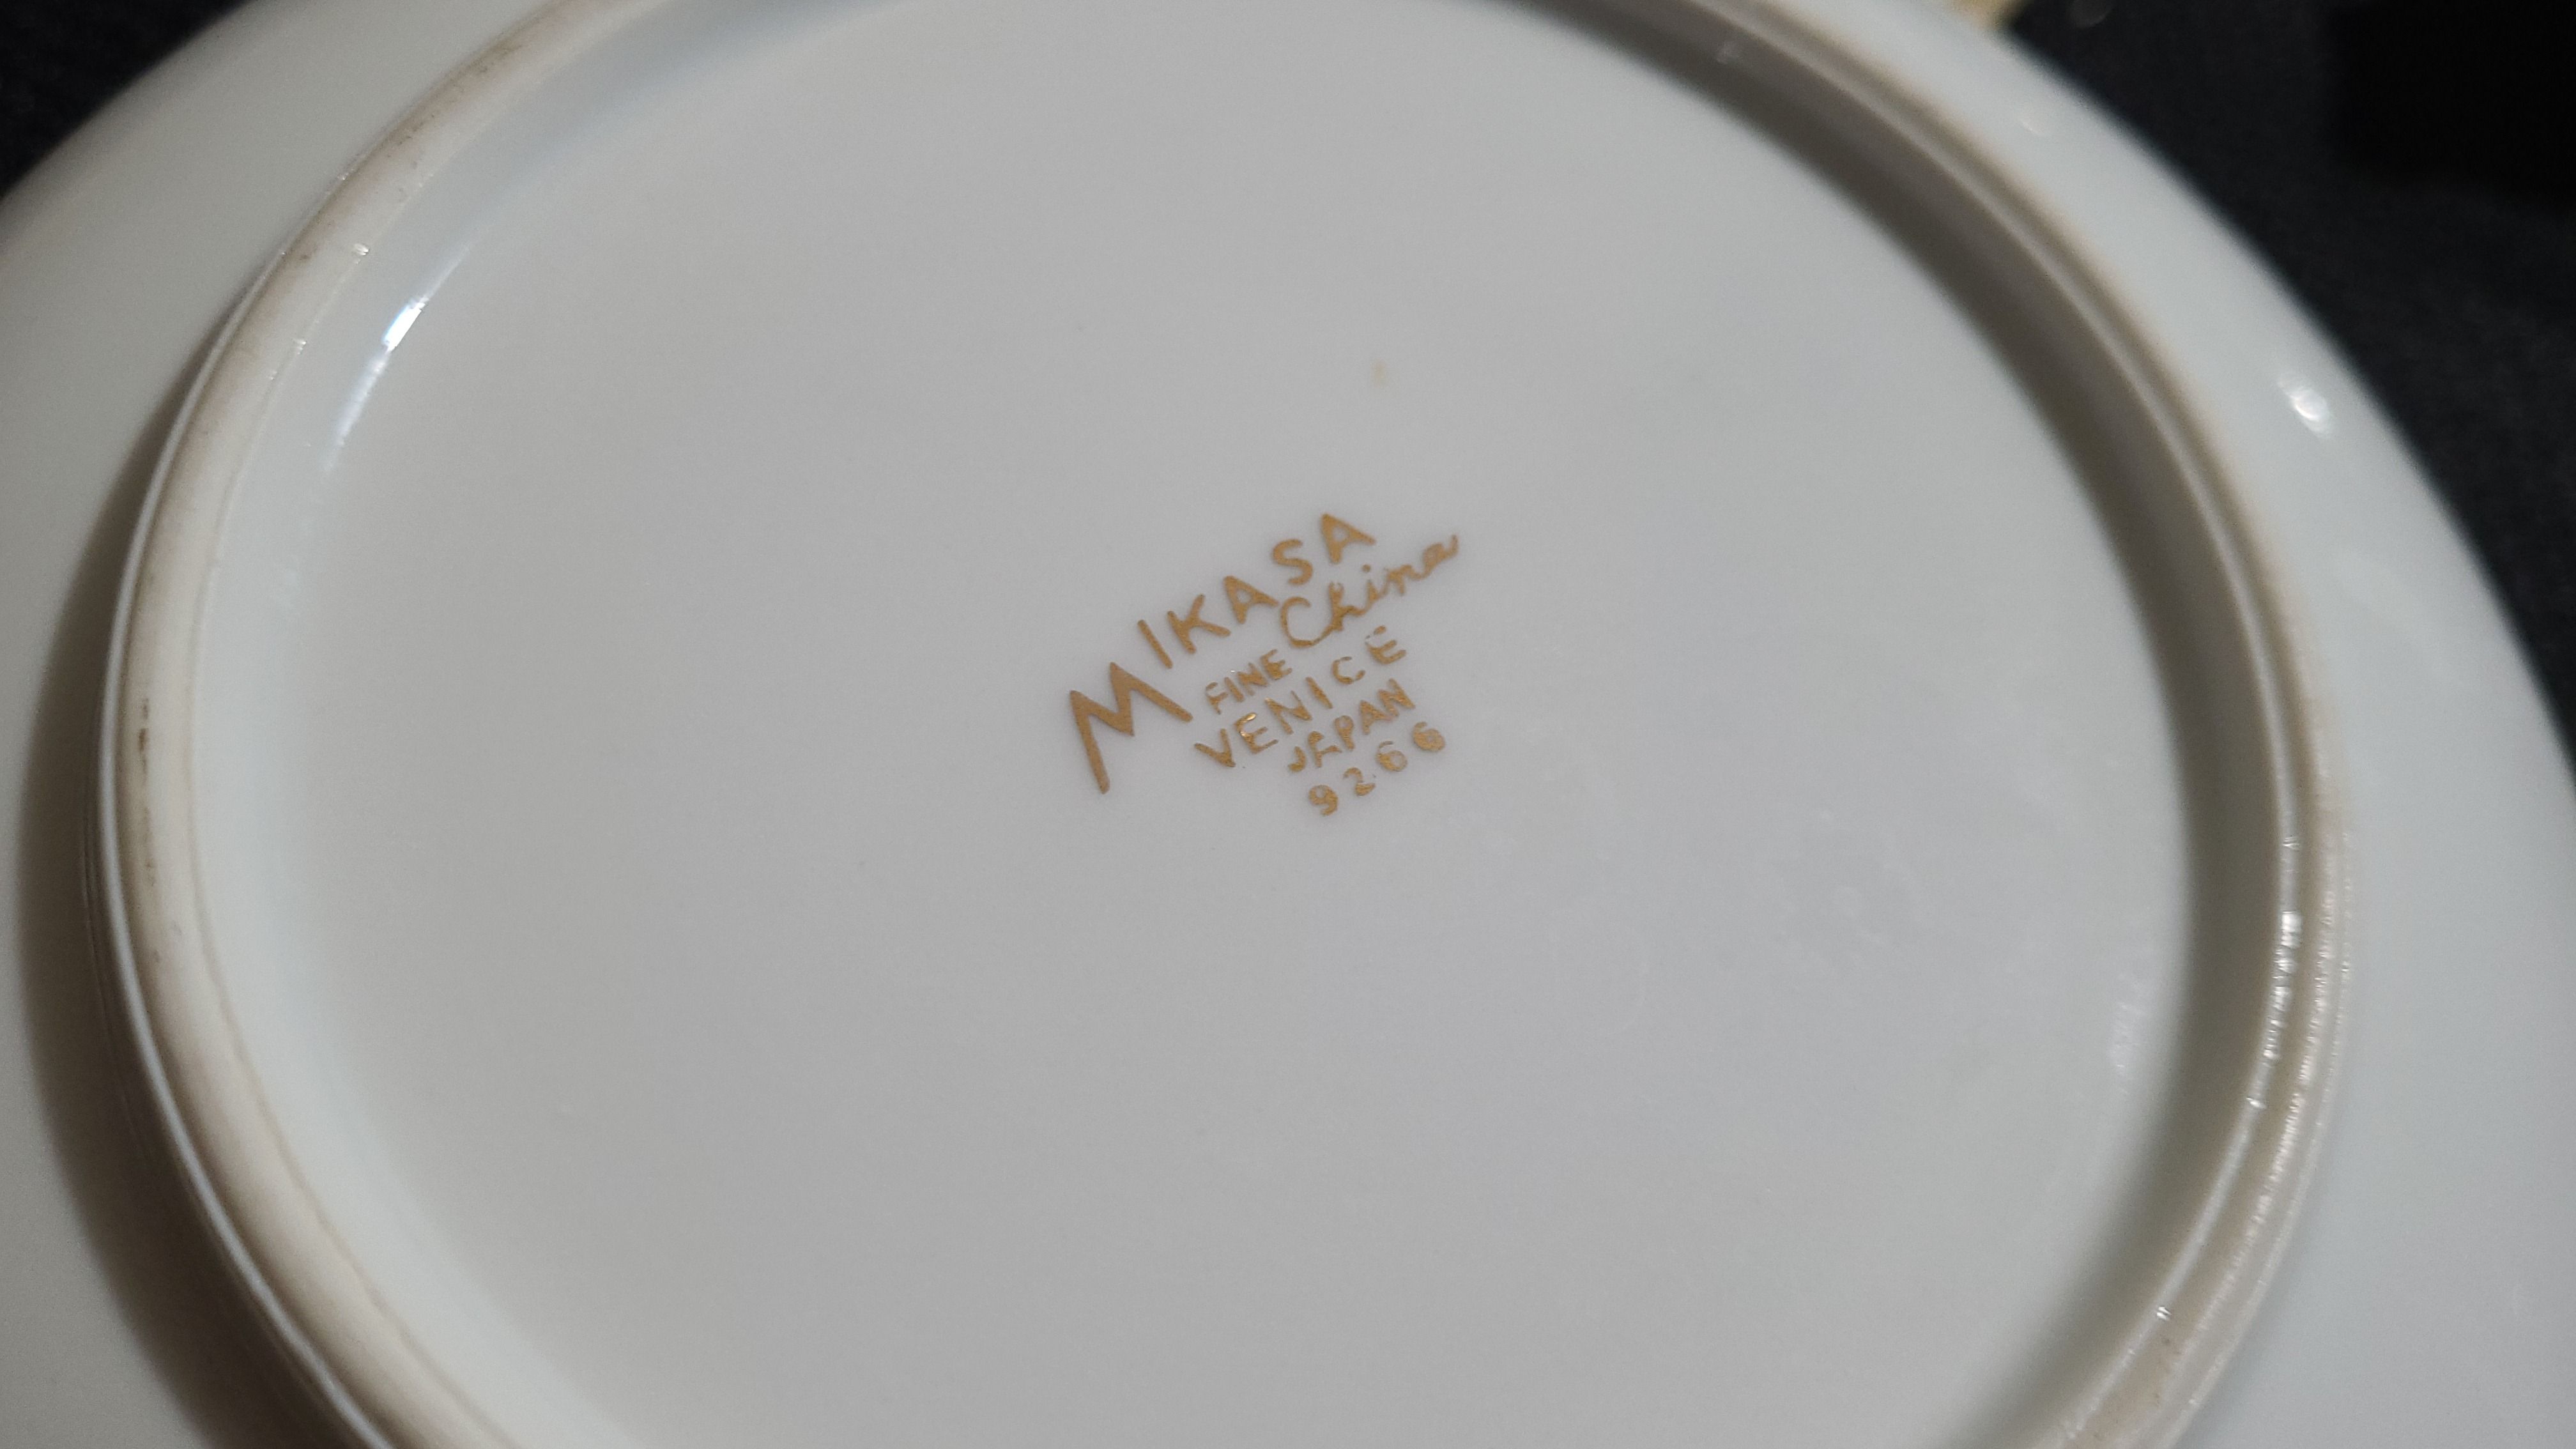 MIKASA
FINE China
VENICE
JAPAN
9266